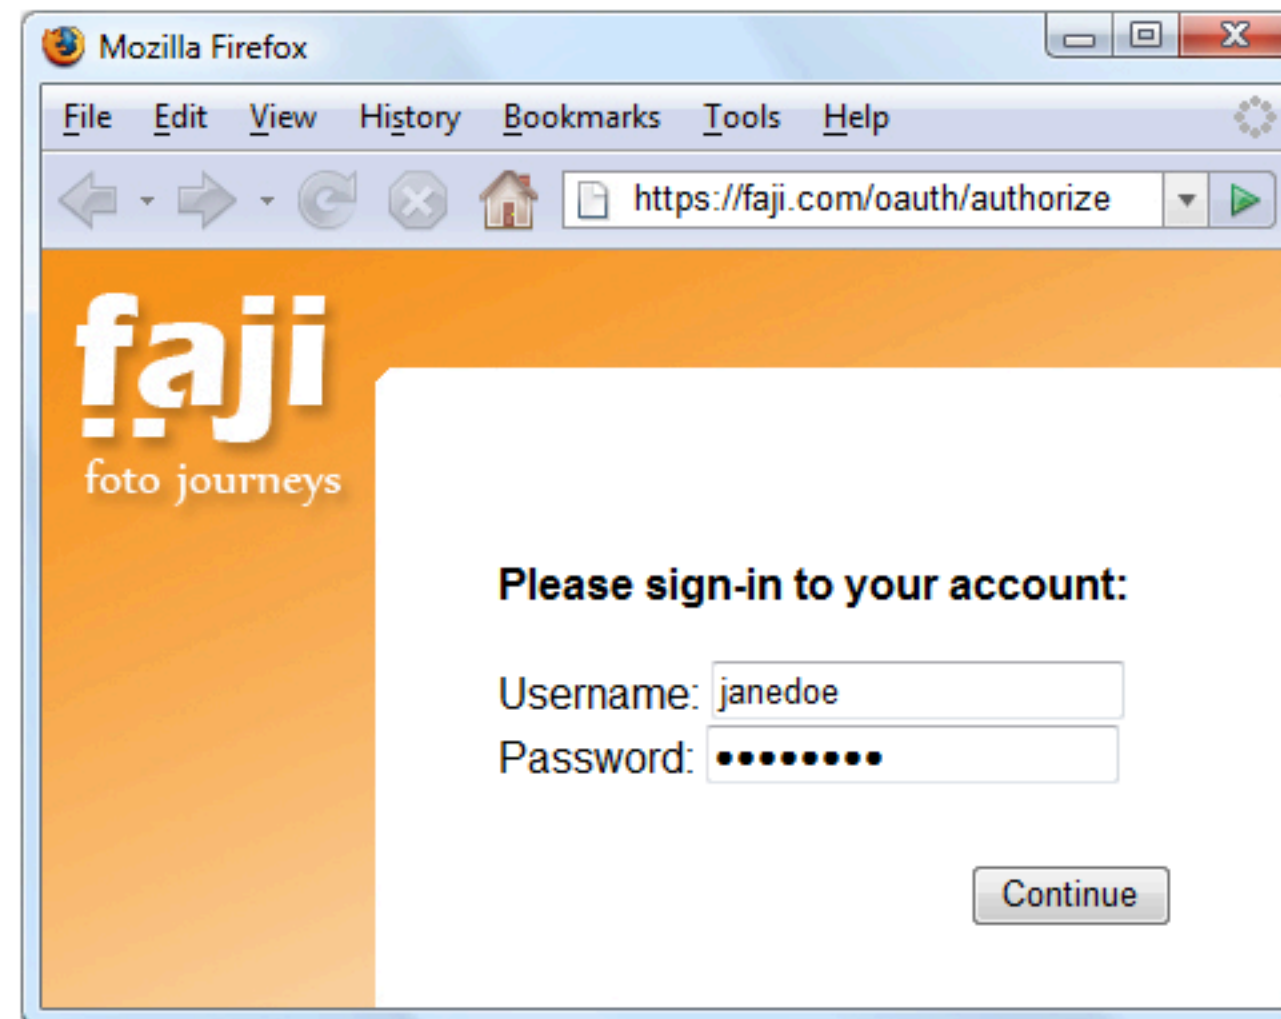 Mozilla Firefox
File Edit View History Bookmarks Tools Help
https://faji.com/oauth/authorize
faji
foto journeys
Please sign-in to your account:
Username: janedoe
Password: ••••••••
Continue